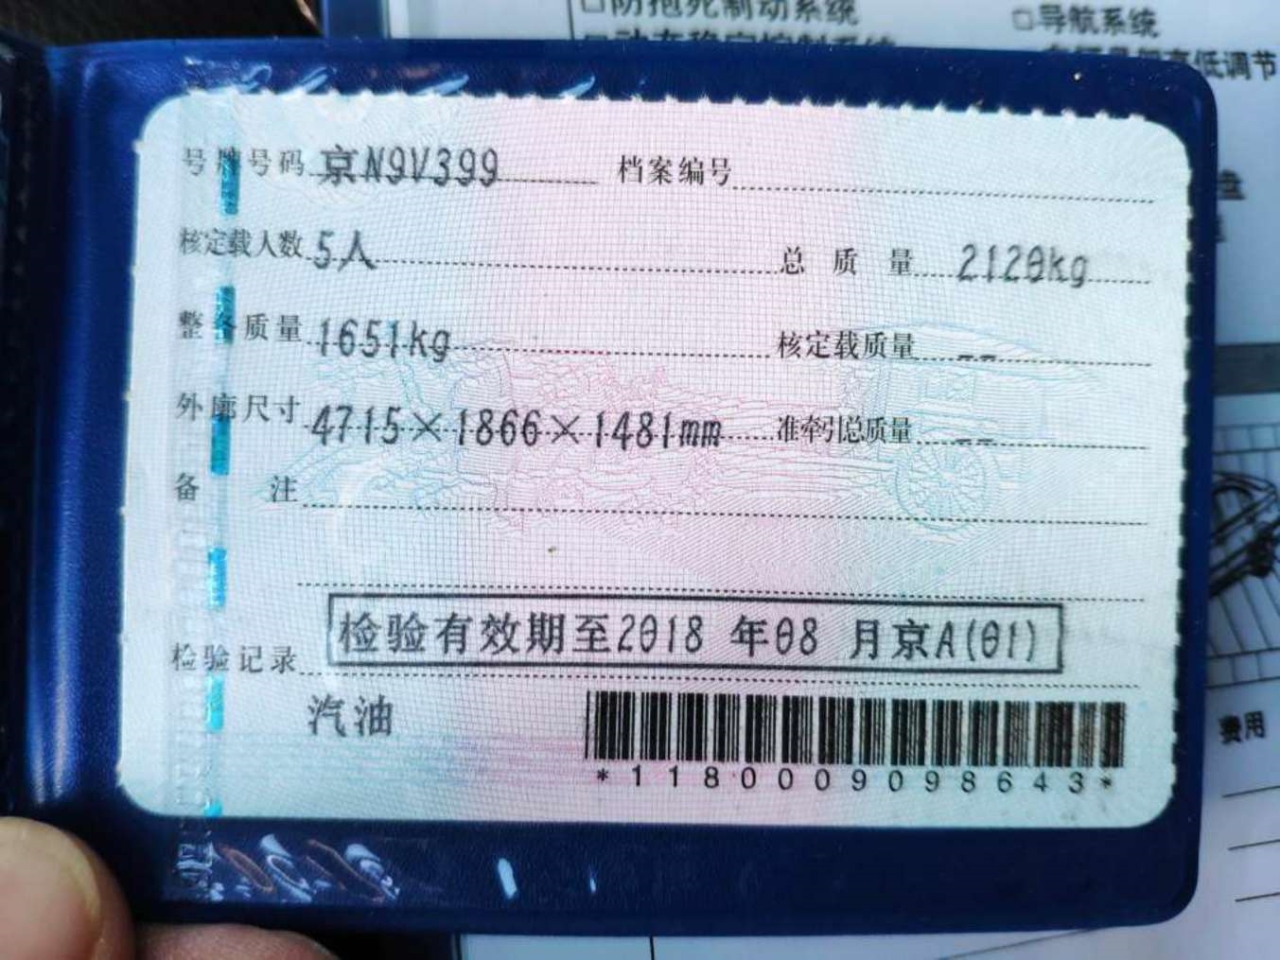 □防抱死制动系统
□导航系统
低调节
号牌号码 京N9V399 档案编号
核定载人数 5人 总质量 2120kg
整备质量 1651kg 核定载质量 --
外廓尺寸 4715×1866×1481mm 准牵引总质量 --
备注
检验有效期至2018 年08 月京A(01)
检验记录
汽油
*1180009098643*
费用